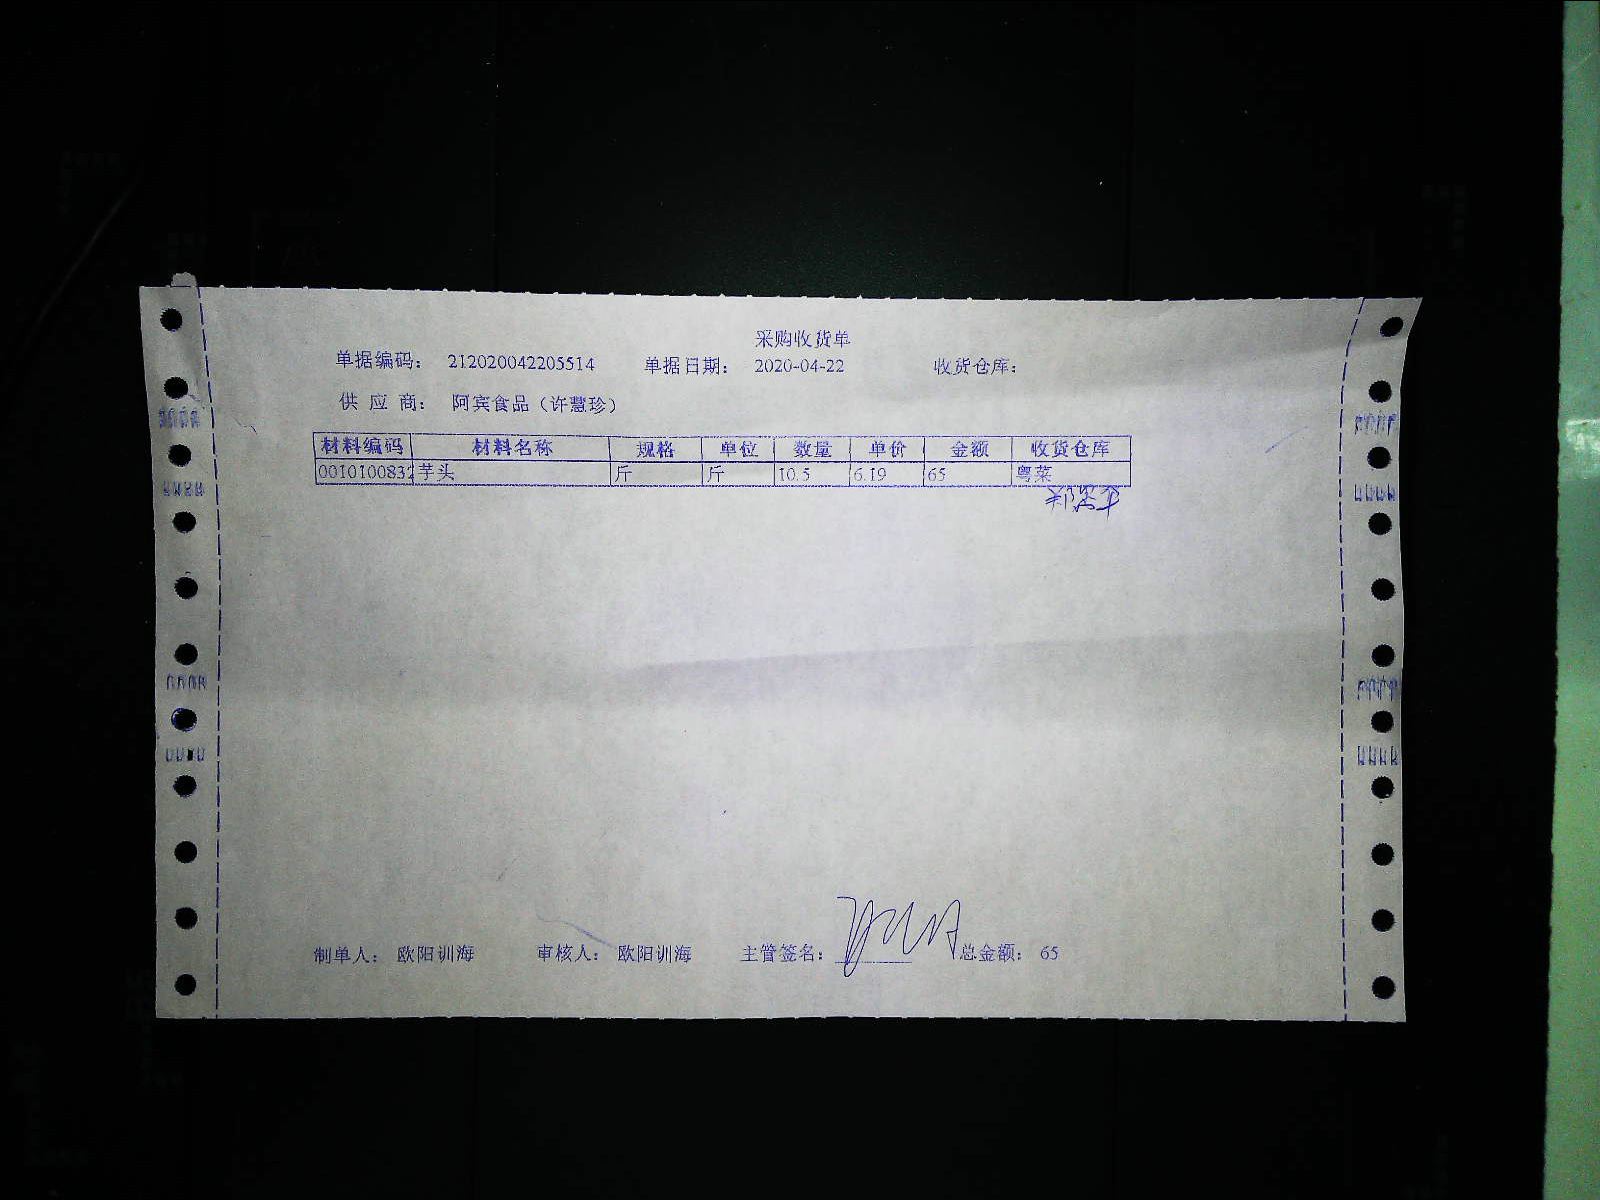 采购收货单
单据编码： 212020042205514 单据日期： 2020-04-22 收货仓库：
供 应 商： 阿宾食品（许慧珍）
材料编码 材料名称 规格 单位 数量 单价 金额 收货仓库
0010100832 芋头 斤 斤 10.5 6.19 65 粤菜
制单人： 欧阳训海 审核人： 欧阳训海 主管签名： 总金额： 65